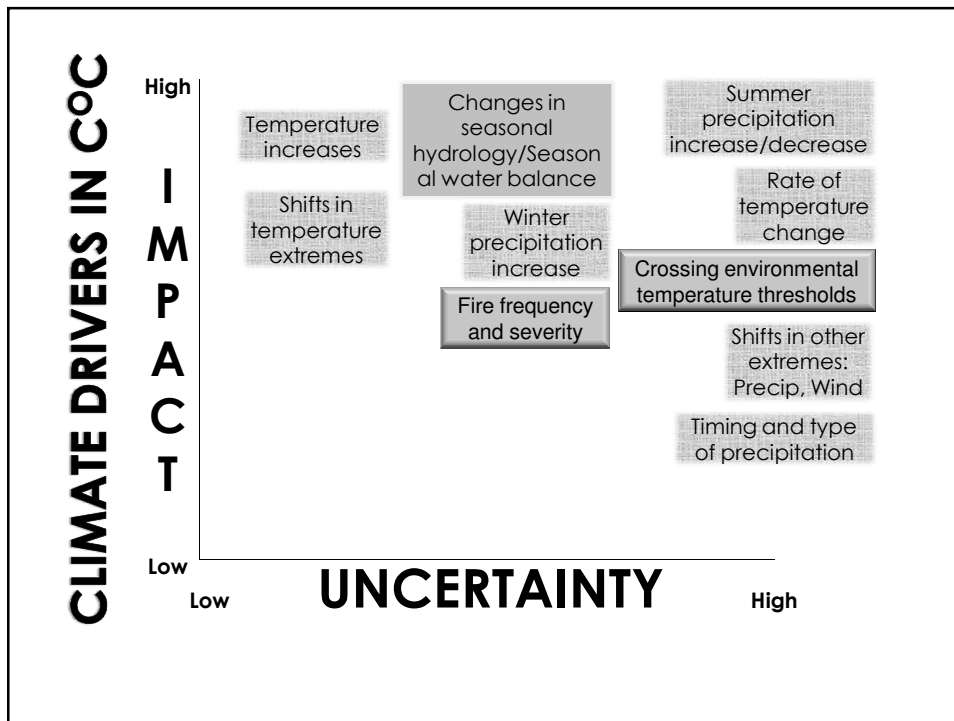 CLIMATE DRIVERS IN COC
High
IMPACT
Low
Temperature
increases
Shifts in
temperature
extremes
Changes in
seasonal
hydrology/Season
al water balance
Winter
precipitation
increase
Fire frequency
and severity
Summer
precipitation
increase/decrease
Rate of
temperature
change
Crossing environmental
temperature thresholds
Shifts in other
extremes:
Precip, Wind
Timing and type
of precipitation
Low
UNCERTAINTY
High